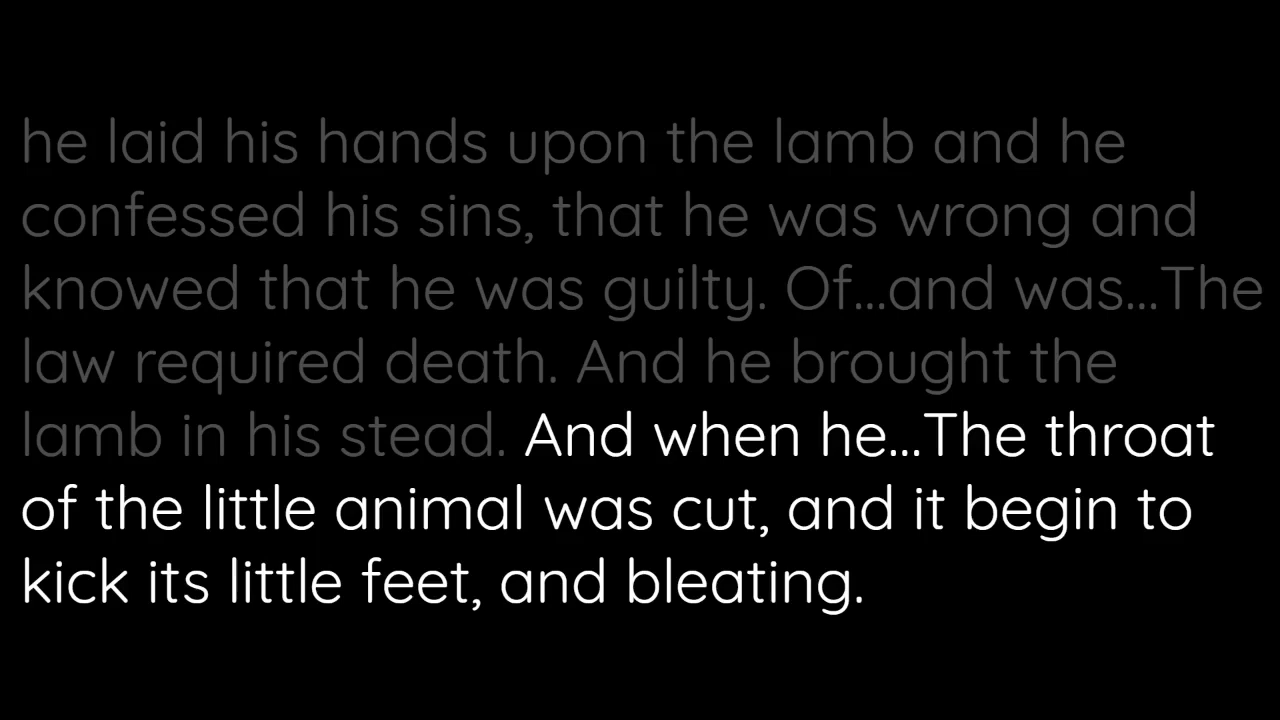 he laid his hands upon the lamb and he
confessed his sins, that he was wrong and
knowed that he was guilty. Of...and was...The
law required death. And he brought the
lamb in his stead. And when he...The throat
of the little animal was cut, and it begin to
kick its little feet, and bleating.